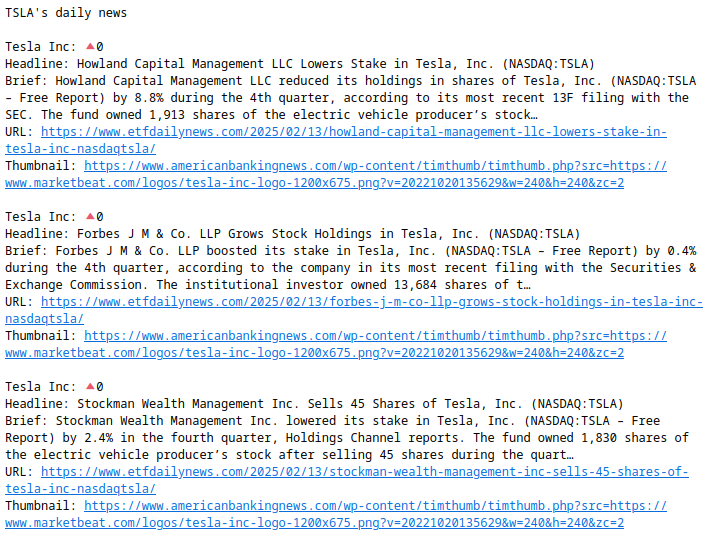 TSLA's daily news
Tesla Inc: 🔺0
Headline: Howland Capital Management LLC Lowers Stake in Tesla, Inc. (NASDAQ:TSLA)
Brief: Howland Capital Management LLC reduced its holdings in shares of Tesla, Inc. (NASDAQ:TSLA
– Free Report) by 8.8% during the 4th quarter, according to its most recent 13F filing with the
SEC. The fund owned 1,913 shares of the electric vehicle producer’s stock…
URL: https://www.etfdailynews.com/2025/02/13/howland-capital-management-llc-lowers-stake-in-
tesla-inc-nasdaqtsla/
Thumbnail: https://www.americanbankingnews.com/wp-content/timthumb/timthumb.php?src=https://
www.marketbeat.com/logos/tesla-inc-logo-1200x675.png?v=20221020135629&w=240&h=240&zc=2
Tesla Inc: 🔺0
Headline: Forbes J M & Co. LLP Grows Stock Holdings in Tesla, Inc. (NASDAQ:TSLA)
Brief: Forbes J M & Co. LLP boosted its stake in Tesla, Inc. (NASDAQ:TSLA – Free Report) by 0.4%
during the 4th quarter, according to the company in its most recent filing with the Securities &
Exchange Commission. The institutional investor owned 13,684 shares of t…
URL: https://www.etfdailynews.com/2025/02/13/forbes-j-m-co-llp-grows-stock-holdings-in-tesla-inc-
nasdaqtsla/
Thumbnail: https://www.americanbankingnews.com/wp-content/timthumb/timthumb.php?src=https://
www.marketbeat.com/logos/tesla-inc-logo-1200x675.png?v=20221020135629&w=240&h=240&zc=2
Tesla Inc: 🔺0
Headline: Stockman Wealth Management Inc. Sells 45 Shares of Tesla, Inc. (NASDAQ:TSLA)
Brief: Stockman Wealth Management Inc. lowered its stake in Tesla, Inc. (NASDAQ:TSLA – Free
Report) by 2.4% in the fourth quarter, Holdings Channel reports. The fund owned 1,830 shares of
the electric vehicle producer’s stock after selling 45 shares during the quart…
URL: https://www.etfdailynews.com/2025/02/13/stockman-wealth-management-inc-sells-45-shares-of-
tesla-inc-nasdaqtsla/
Thumbnail: https://www.americanbankingnews.com/wp-content/timthumb/timthumb.php?src=https://
www.marketbeat.com/logos/tesla-inc-logo-1200x675.png?v=20221020135629&w=240&h=240&zc=2